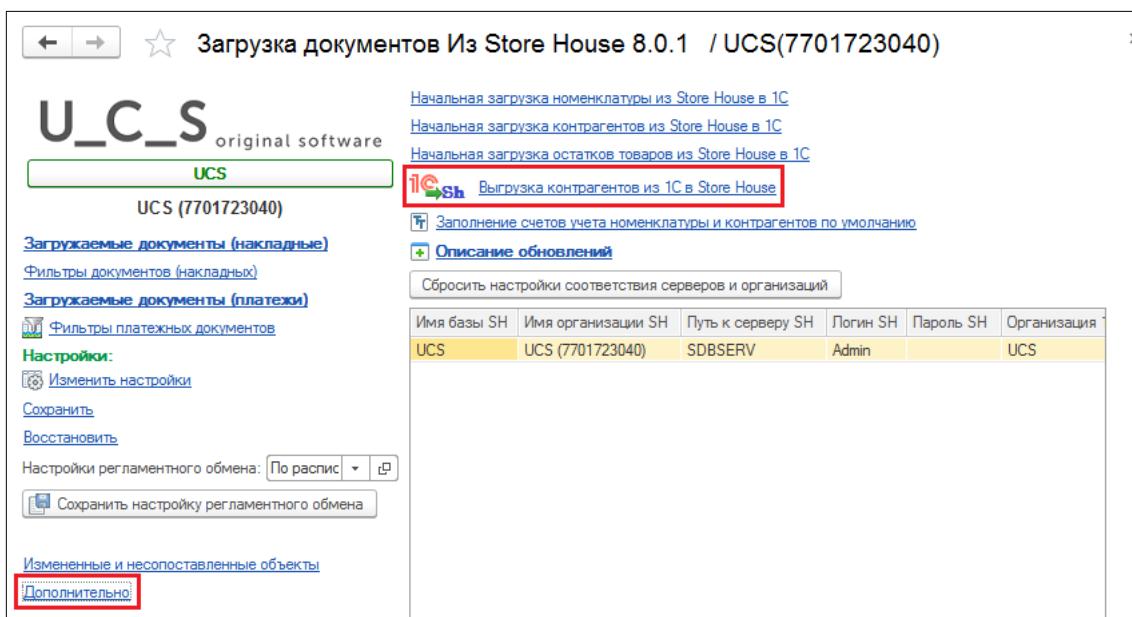 Загрузка документов Из Store House 8.0.1 / UCS(7701723040)
U_C_S original software
UCS
UCS (7701723040)
Загружаемые документы (накладные)
Фильтры документов (накладных)
Загружаемые документы (платежи)
Фильтры платежных документов
Настройки:
Изменить настройки
Сохранить
Восстановить
Настройки регламентного обмена: По распис
Сохранить настройку регламентного обмена
Измененные и несопоставленные объекты
Дополнительно
Начальная загрузка номенклатуры из Store House в 1С
Начальная загрузка контрагентов из Store House в 1С
Начальная загрузка остатков товаров из Store House в 1С
1С Sh Выгрузка контрагентов из 1С в Store House
Заполнение счетов учета номенклатуры и контрагентов по умолчанию
Описание обновлений
Сбросить настройки соответствия серверов и организаций
Имя базы SH Имя организации SH Путь к серверу SH Логин SH Пароль SH Организация
UCS UCS (7701723040) SDBSERV Admin UCS